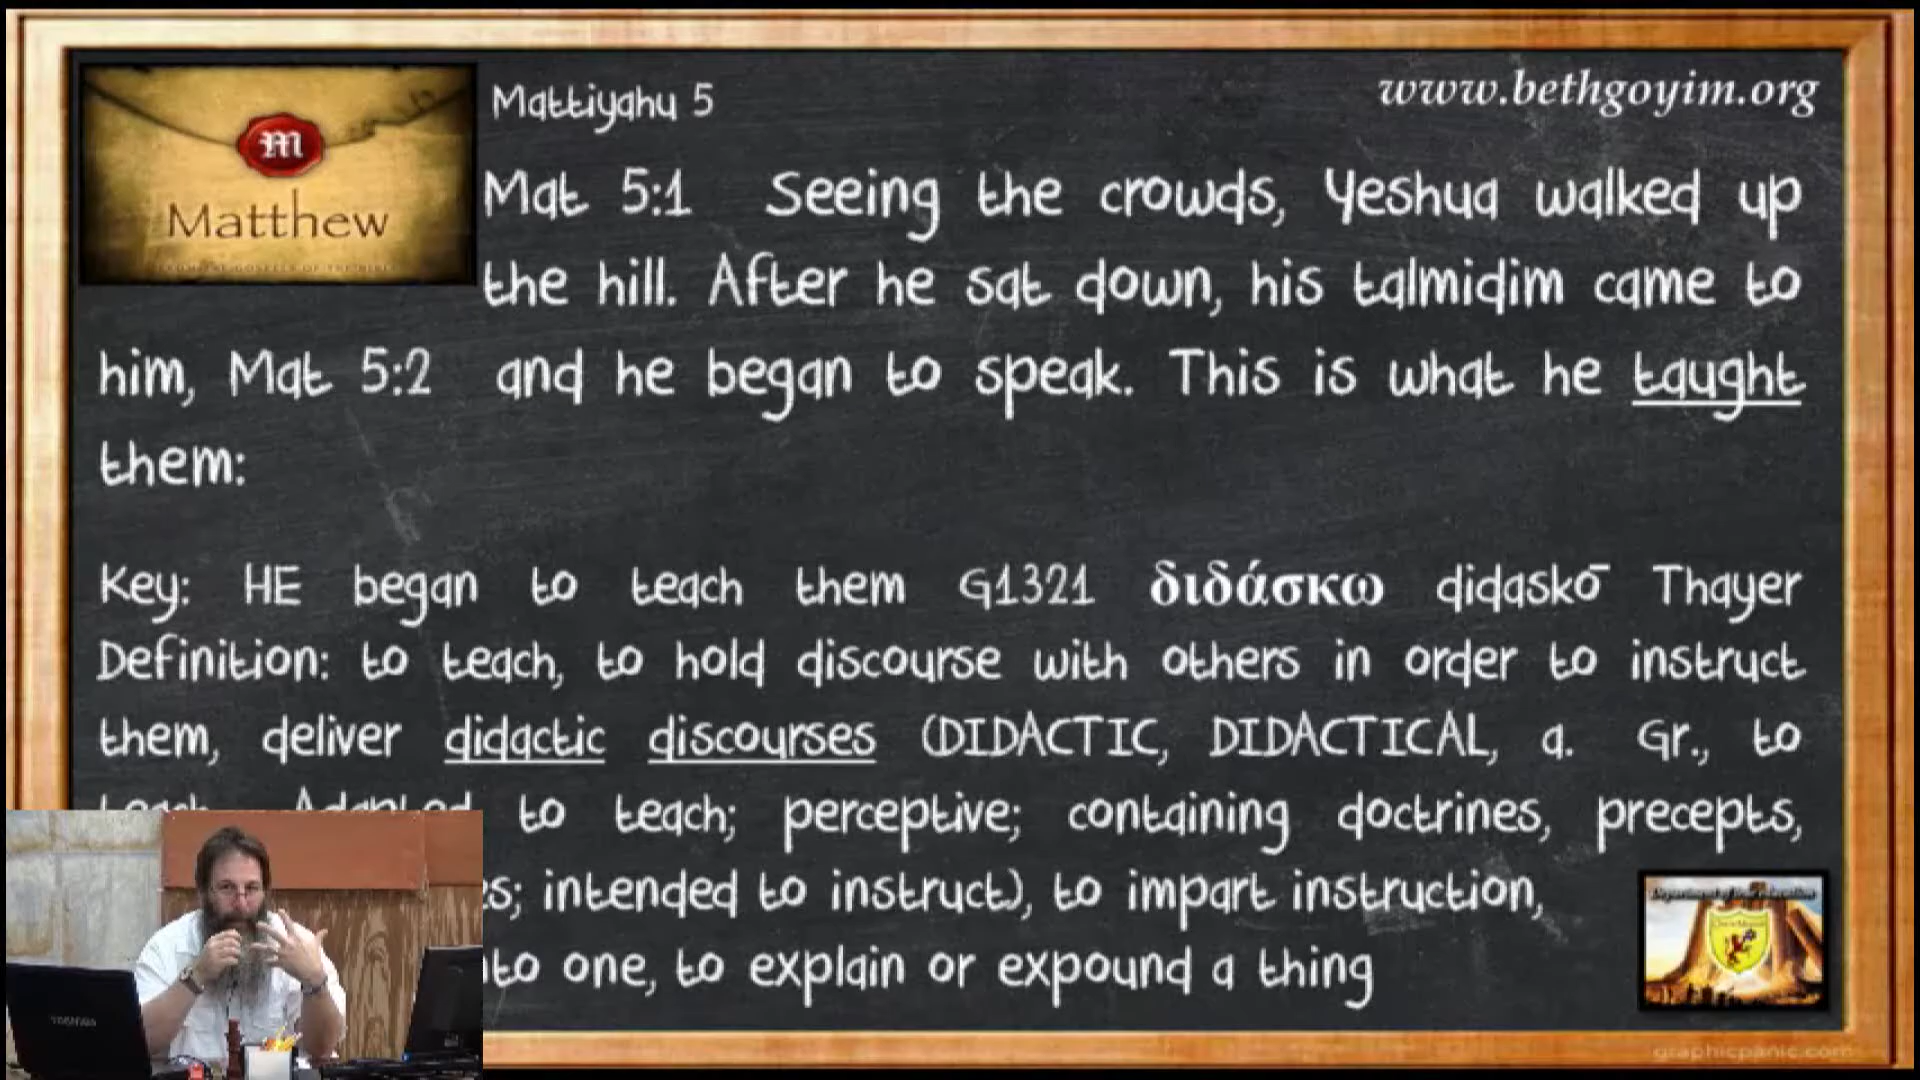 Mattiyahu 5
www.bethgoyim.org
M
Matthew
Mat 5:1 Seeing the crowds, Yeshua walked up
the hill. After he sat down, his talmidim came to
him, Mat 5:2 and he began to speak. This is what he taught
them:
Key: HE began to teach them G1321 διδάσκω didaskō Thayer
Definition: to teach, to hold discourse with others in order to instruct
them, deliver didactic discourses (DIDACTIC, DIDACTICAL, a. Gr., to
to teach; perceptive; containing doctrines, precepts,
es; intended to instruct), to impart instruction,
to one, to explain or expound a thing
TOSHIBA
graphicpanic.com